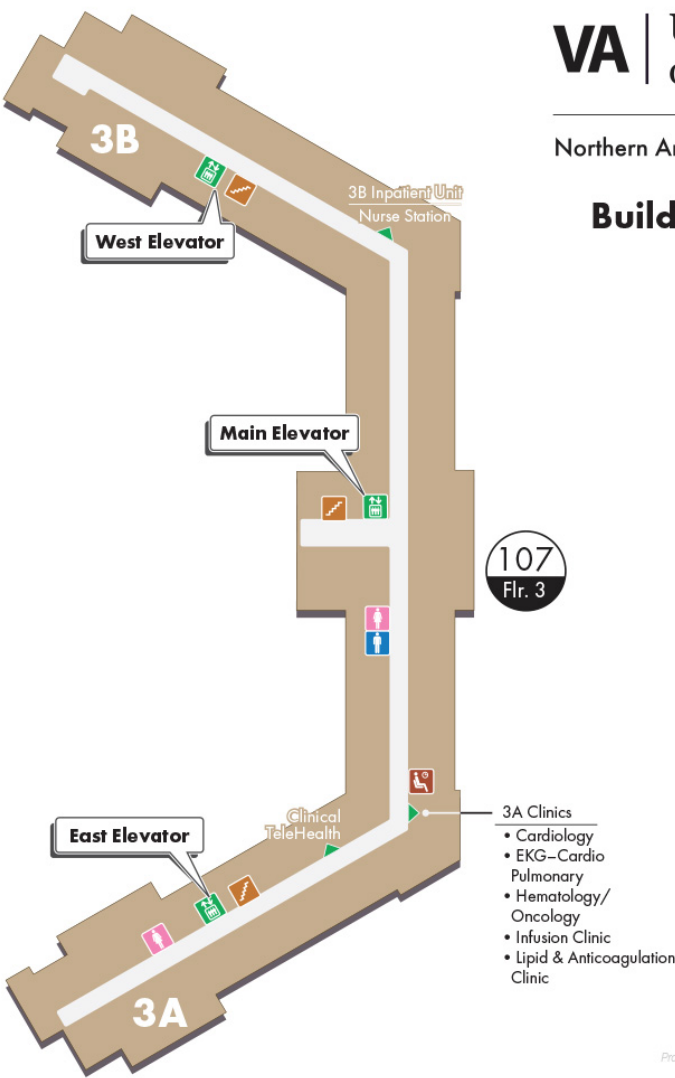 VA
Northern
Build
3B
3B Inpatient Unit
Nurse Station
West Elevator
Main Elevator
107
Flr. 3
Clinical
TeleHealth
East Elevator
3A Clinics
• Cardiology
• EKG–Cardio
Pulmonary
• Hematology/
Oncology
• Infusion Clinic
• Lipid & Anticoagulation
Clinic
3A